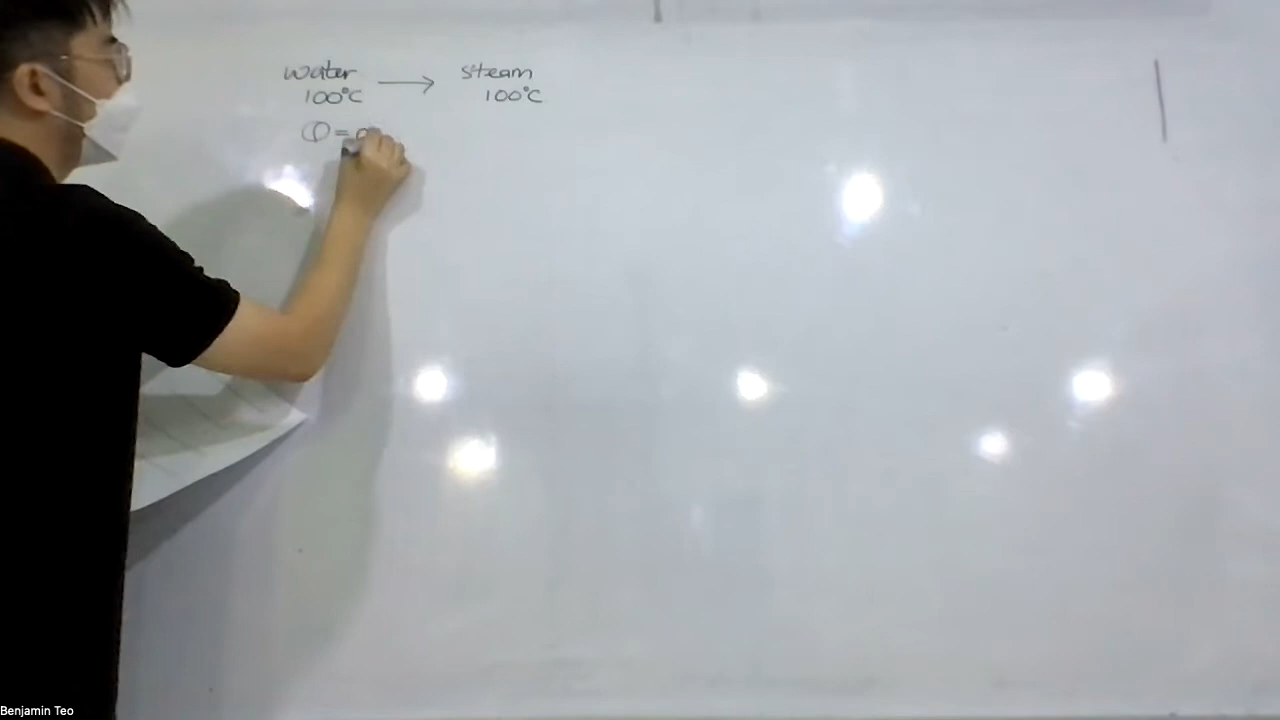 water → steam
100°C 100°C
Q =
Benjamin Teo